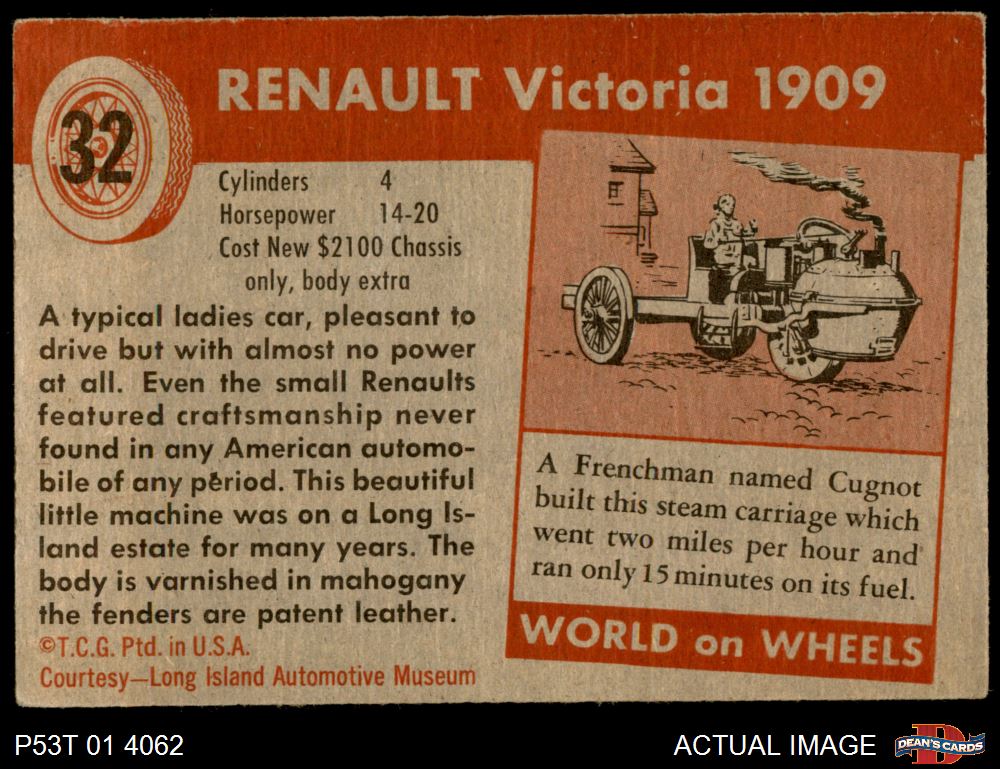 32
RENAULT Victoria 1909
Cylinders 4
Horsepower 14-20
Cost New $2100 Chassis
only, body extra
A typical ladies car, pleasant to
drive but with almost no power
at all. Even the small Renaults
featured craftsmanship never
found in any American automo-
bile of any period. This beautiful
little machine was on a Long Is-
land estate for many years. The
body is varnished in mahogany
the fenders are patent leather.
©T.C.G. Ptd. in U.S.A.
Courtesy—Long Island Automotive Museum
A Frenchman named Cugnot
built this steam carriage which
went two miles per hour and
ran only 15 minutes on its fuel.
WORLD on WHEELS
P53T 01 4062
ACTUAL IMAGE
DEAN'S CARDS